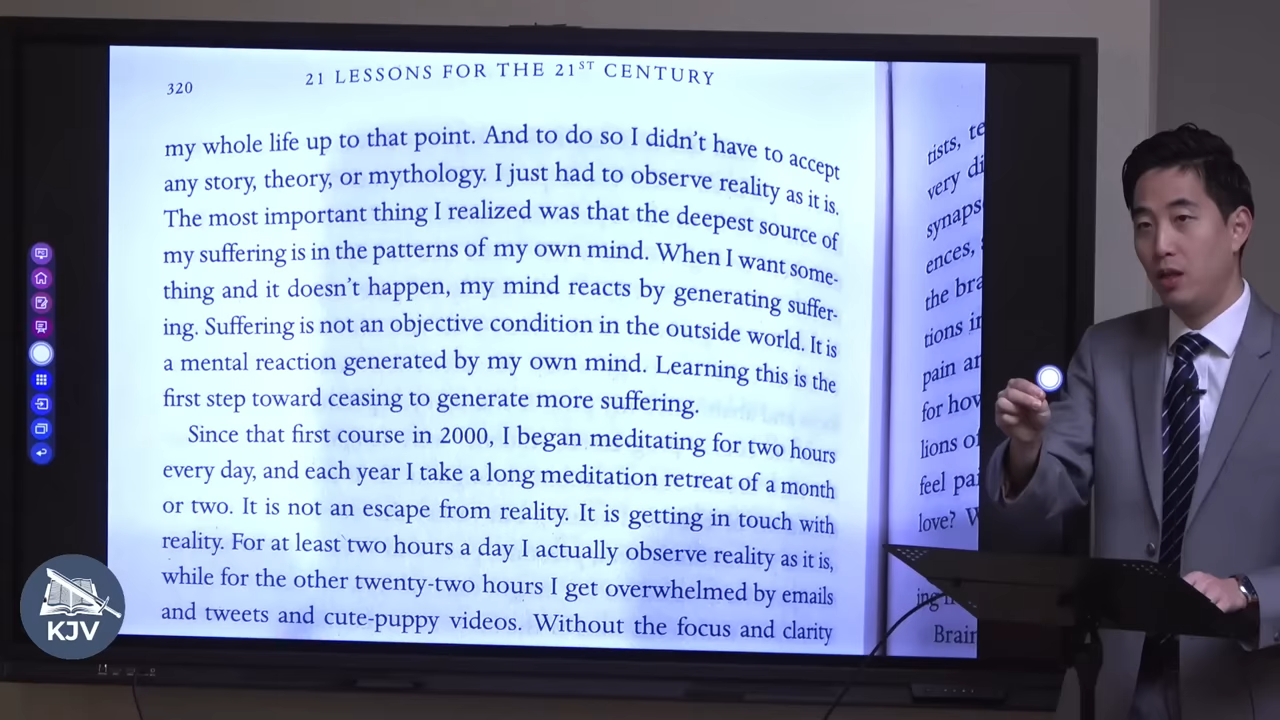 320
21 LESSONS FOR THE 21ST CENTURY
my whole life up to that point. And to do so I didn't have to accept
any story, theory, or mythology. I just had to observe reality as it is.
The most important thing I realized was that the deepest source of
my suffering is in the patterns of my own mind. When I want some-
thing and it doesn't happen, my mind reacts by generating suffer-
ing. Suffering is not an objective condition in the outside world. It is
a mental reaction generated by my own mind. Learning this is the
first step toward ceasing to generate more suffering.
Since that first course in 2000, I began meditating for two hours
every day, and each year I take a long meditation retreat of a month
or two. It is not an escape from reality. It is getting in touch with
reality. For at least two hours a day I actually observe reality as it is,
while for the other twenty-two hours I get overwhelmed by emails
and tweets and cute-puppy videos. Without the focus and clarity
tists, te
very di
synaps
ences,
the bra
tions in
pain an
for how
lions of
feel pai
love? W
Brain
KJV